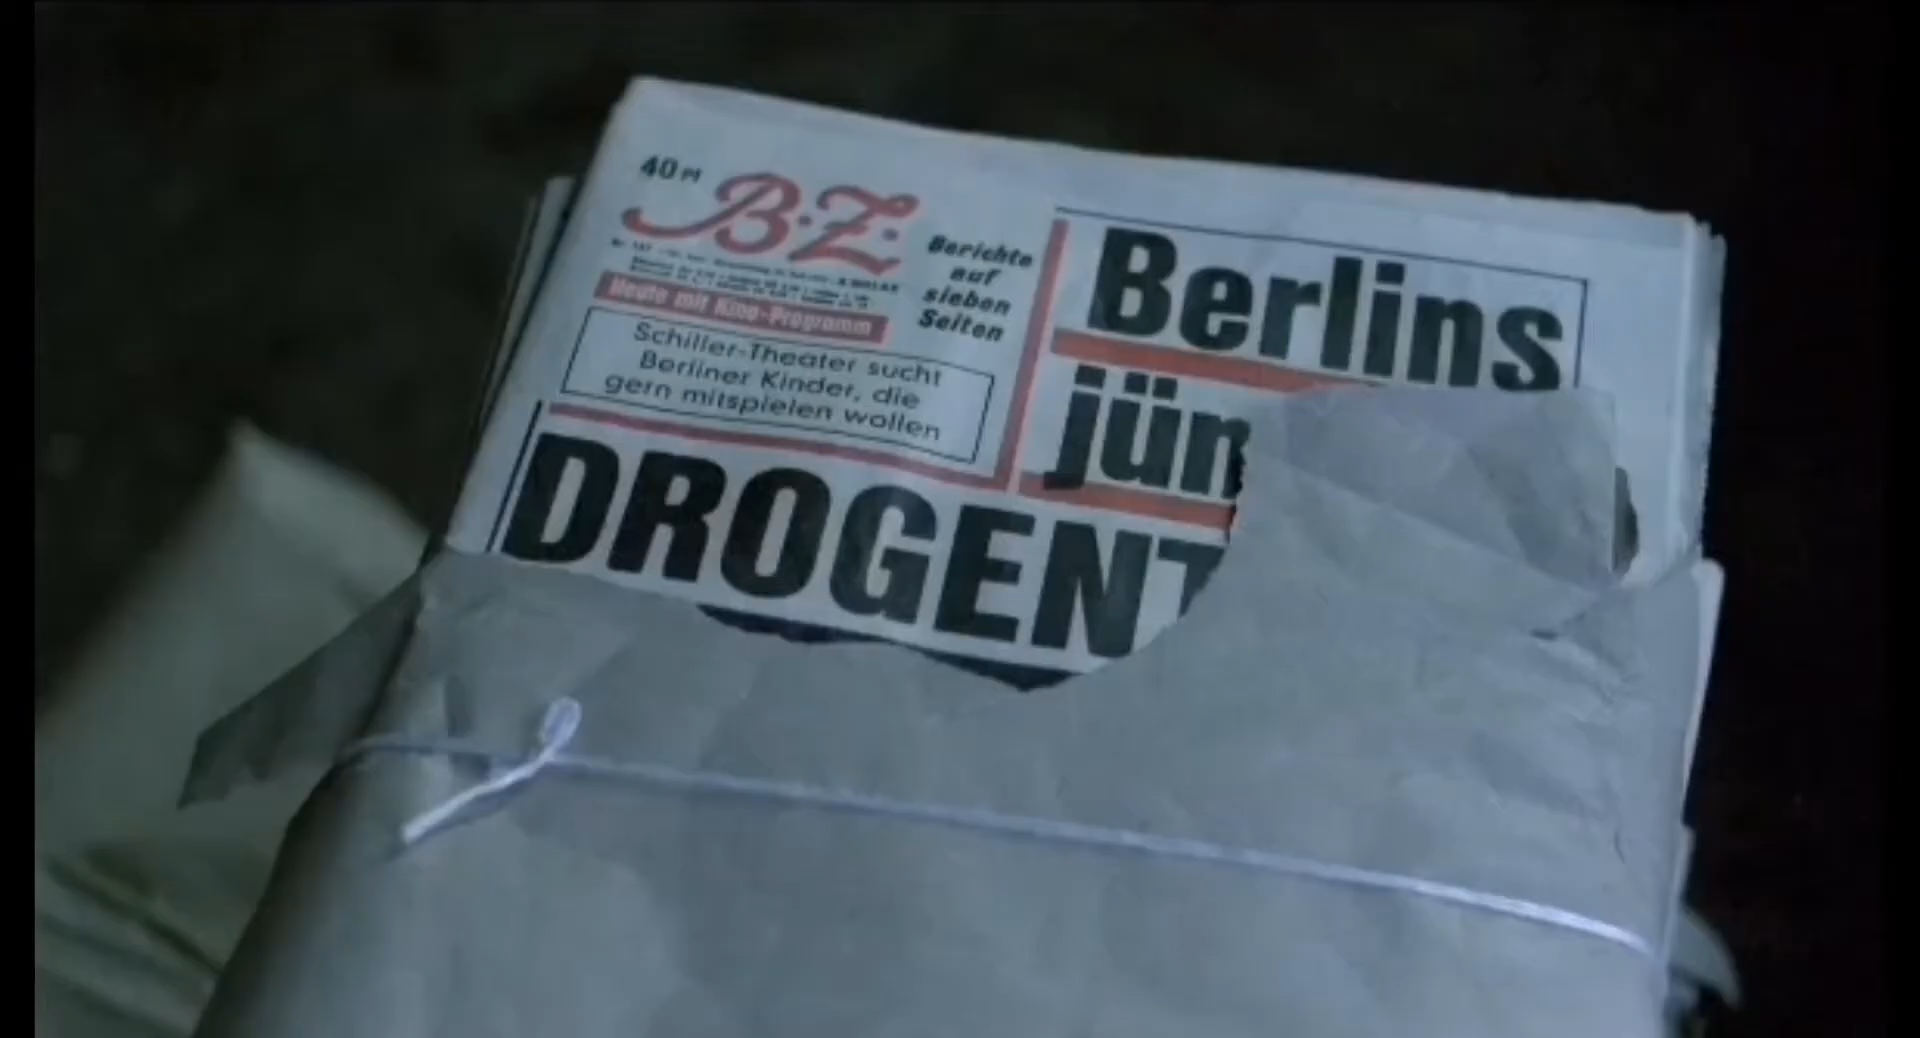 40 Pf
B·Z·
Berichte
auf
sieben
Seiten
Heute mit Kino-Programm
Schiller-Theater sucht
Berliner Kinder, die
gern mitspielen wollen
Berlins
jün
DROGENT